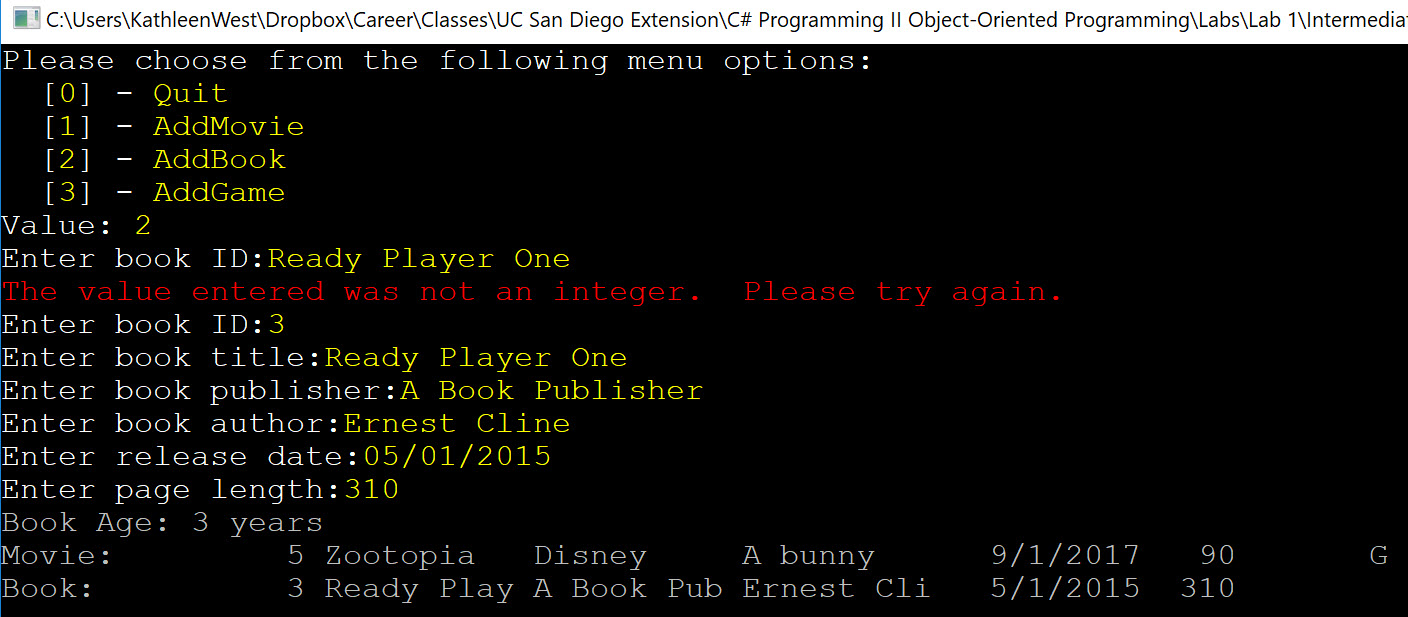 C:\Users\KathleenWest\Dropbox\Career\Classes\UC San Diego Extension\C# Programming II Object-Oriented Programming\Labs\Lab 1\Intermedia
Please choose from the following menu options:
[0] - Quit
[1] - AddMovie
[2] - AddBook
[3] - AddGame
Value: 2
Enter book ID:Ready Player One
The value entered was not an integer.  Please try again.
Enter book ID:3
Enter book title:Ready Player One
Enter book publisher:A Book Publisher
Enter book author:Ernest Cline
Enter release date:05/01/2015
Enter page length:310
Book Age: 3 years
Movie: 5 Zootopia Disney A bunny 9/1/2017 90 G
Book: 3 Ready Play A Book Pub Ernest Cli 5/1/2015 310